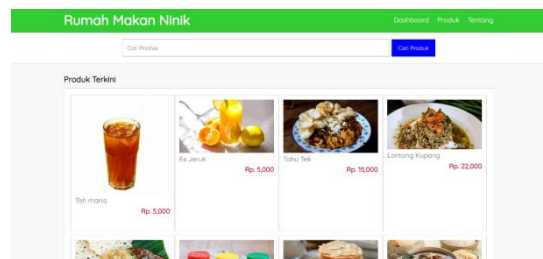 Rumah Makan Ninik
Dashboard Produk Tentang
Cari Produk
Cari Produk
Produk Terkini
Teh manis
Rp. 5,000
Es Jeruk
Rp. 5,000
Tahu Tek
Rp. 15,000
Lontong Kupang
Rp. 22,000